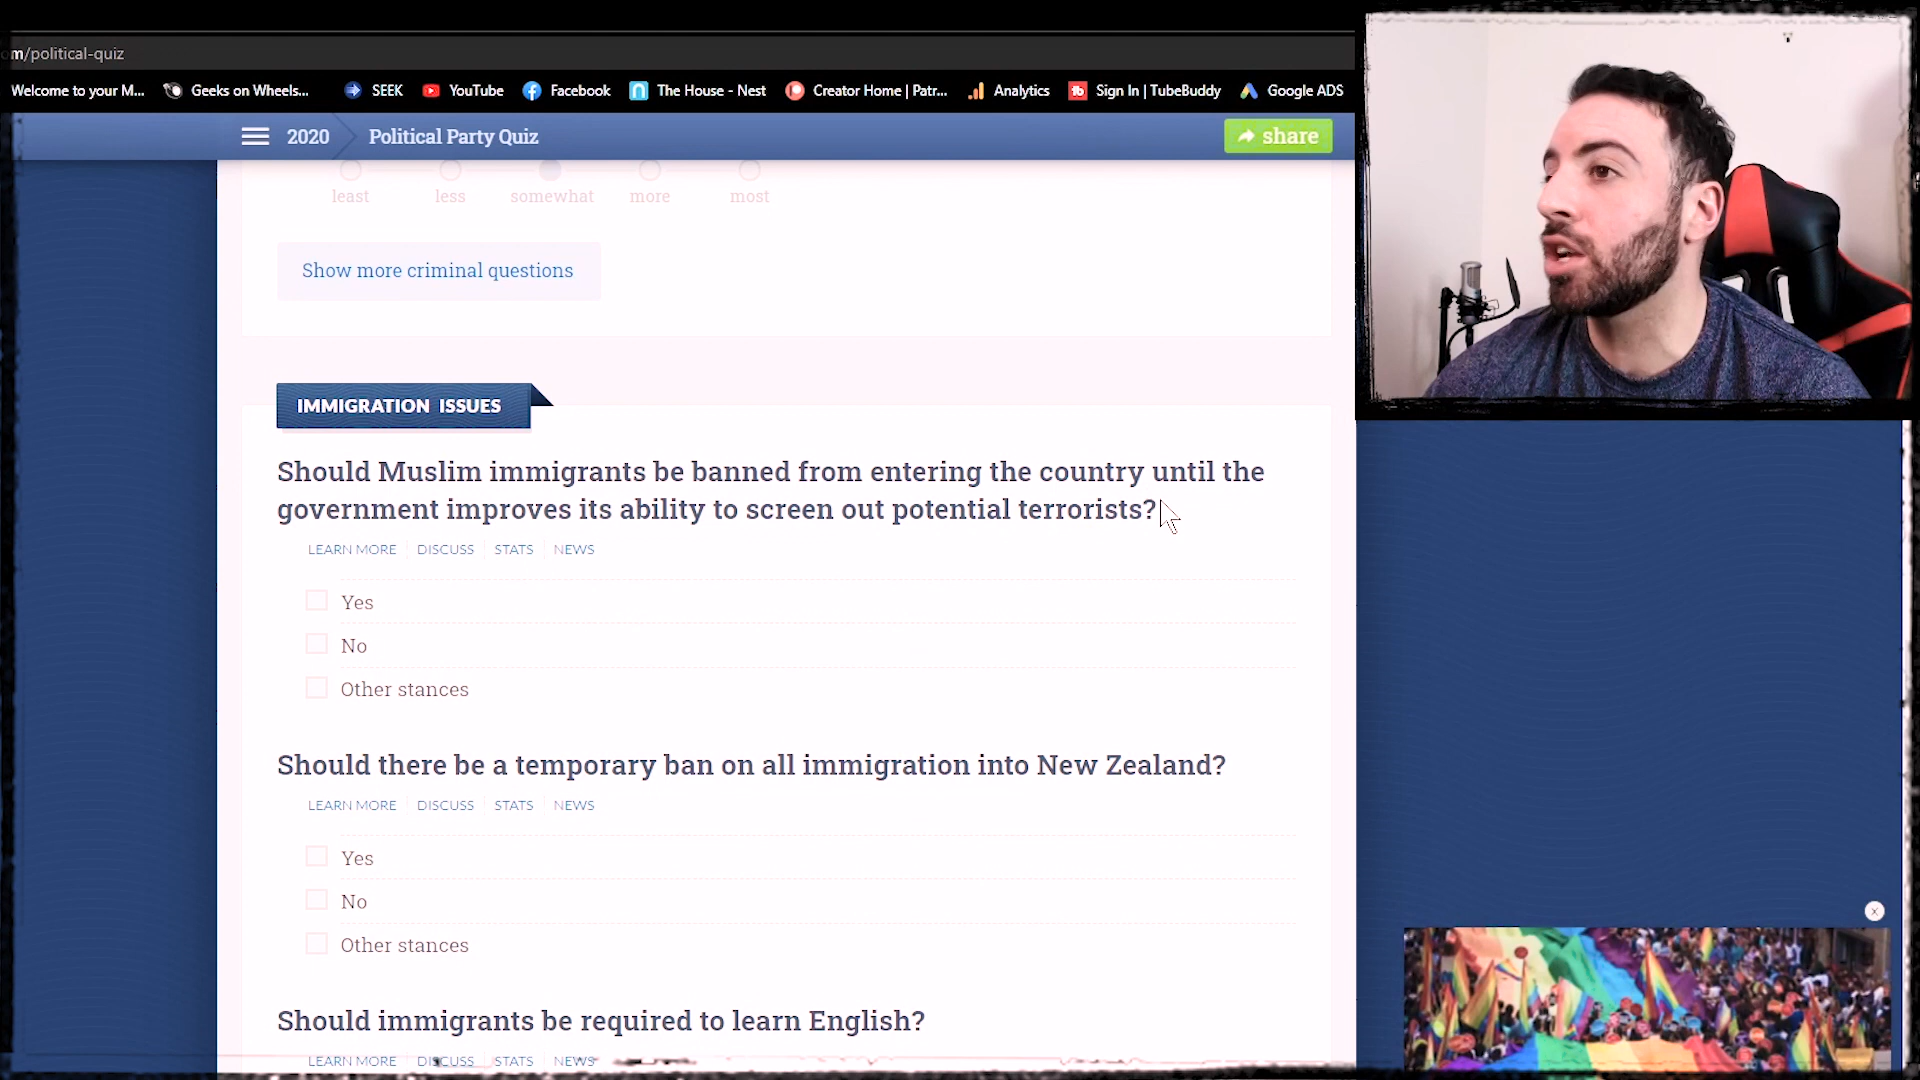 om/political-quiz
Welcome to your M... Geeks on Wheels... SEEK YouTube Facebook The House - Nest Creator Home | Patr... Analytics Sign In | TubeBuddy Google ADS
2020 Political Party Quiz share
least less somewhat more most
Show more criminal questions
IMMIGRATION ISSUES
Should Muslim immigrants be banned from entering the country until the
government improves its ability to screen out potential terrorists?
LEARN MORE DISCUSS STATS NEWS
Yes
No
Other stances
Should there be a temporary ban on all immigration into New Zealand?
LEARN MORE DISCUSS STATS NEWS
Yes
No
Other stances
Should immigrants be required to learn English?
LEARN MORE DISCUSS STATS NEWS